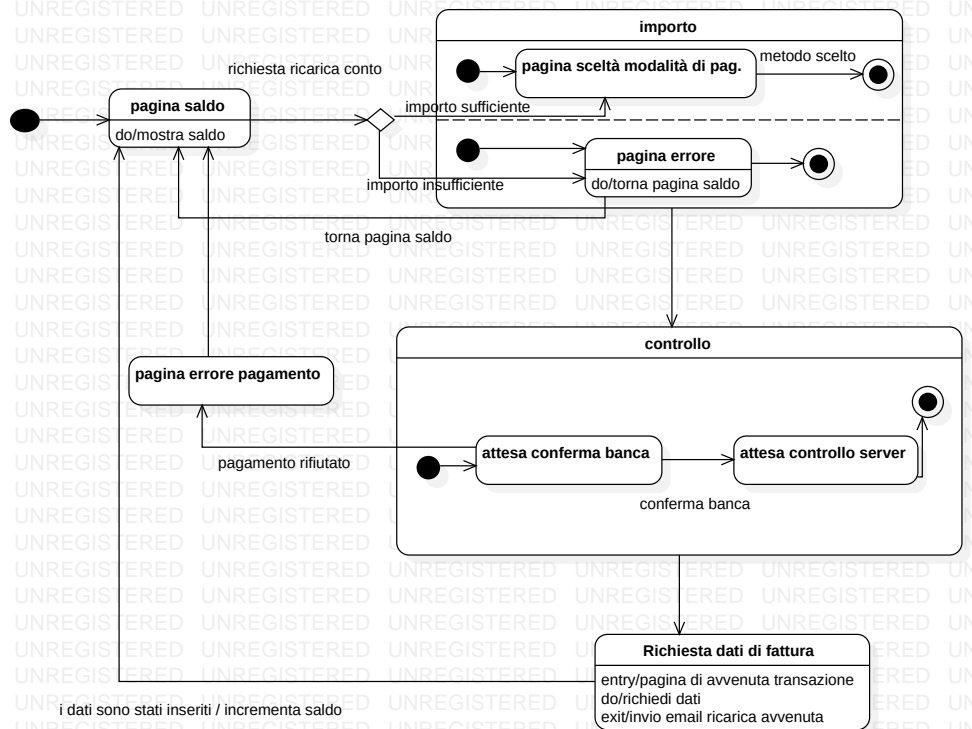 importo
pagina sceltà modalità di pag.
metodo scelto
richiesta ricarica conto
pagina saldo
do/mostra saldo
importo sufficiente
pagina errore
do/torna pagina saldo
importo insufficiente
torna pagina saldo
controllo
pagina errore pagamento
attesa conferma banca
attesa controllo server
pagamento rifiutato
conferma banca
Richiesta dati di fattura
entry/pagina di avvenuta transazione
do/richiedi dati
exit/invio email ricarica avvenuta
i dati sono stati inseriti / incrementa saldo
UNREGISTERED